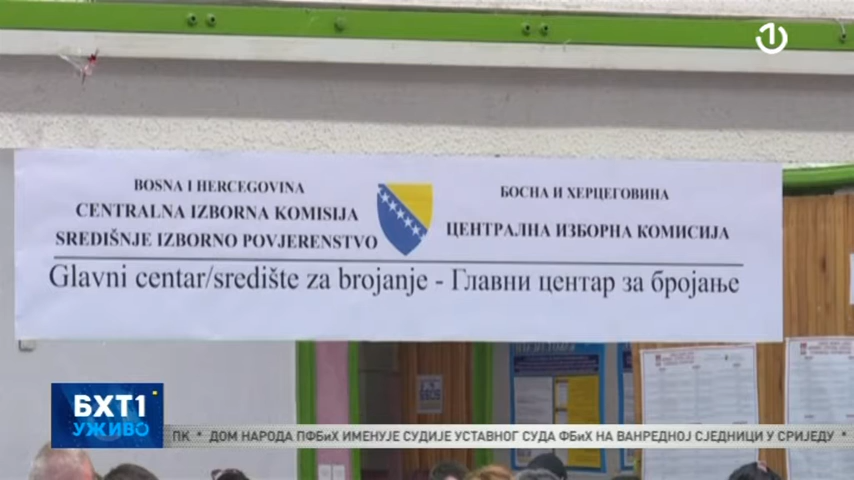 BOSNA I HERCEGOVINA
CENTRALNA IZBORNA KOMISIJA
SREDIŠNJE IZBORNO POVJERENSTVO
БОСНА И ХЕРЦЕГОВИНА
ЦЕНТРАЛНА ИЗБОРНА КОМИСИЈА
Glavni centar/središte za brojanje - Главни центар за бројање
БХТ1
УЖИВО
ПК * ДОМ НАРОДА ПФБиХ ИМЕНУЈЕ СУДИЈЕ УСТАВНОГ СУДА ФБиХ НА ВАНРЕДНОЈ СЈЕДНИЦИ У СРИЈЕДУ *